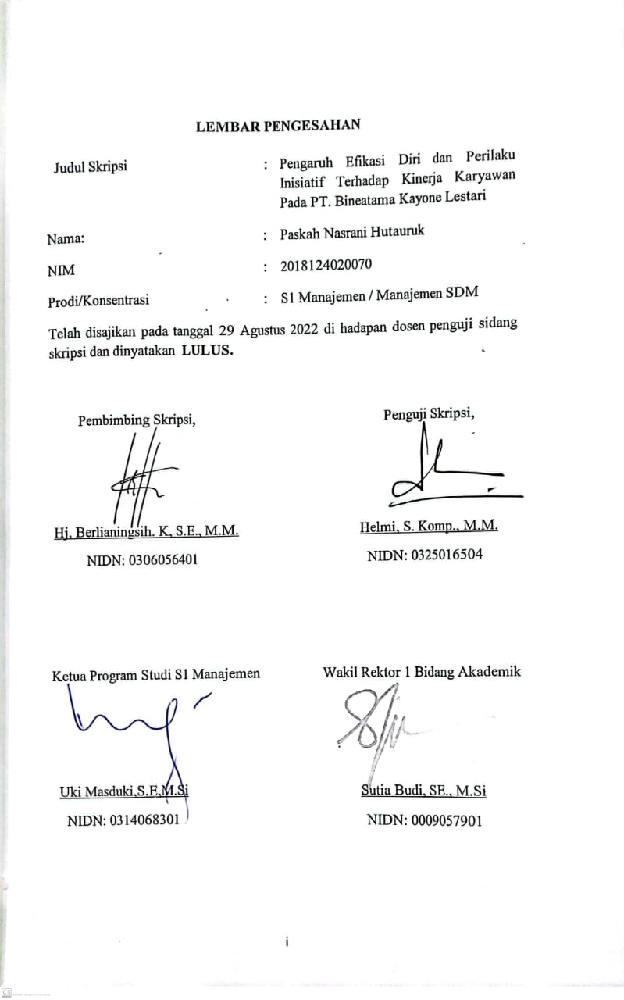 LEMBAR PENGESAHAN
Judul Skripsi : Pengaruh Efikasi Diri dan Perilaku
Inisiatif Terhadap Kinerja Karyawan
Pada PT. Bineatama Kayone Lestari
Nama: : Paskah Nasrani Hutauruk
NIM : 2018124020070
Prodi/Konsentrasi : S1 Manajemen / Manajemen SDM
Telah disajikan pada tanggal 29 Agustus 2022 di hadapan dosen penguji sidang
skripsi dan dinyatakan LULUS.
Pembimbing Skripsi,
Hj. Berlianingsih. K, S.E., M.M.
NIDN: 0306056401
Penguji Skripsi,
Helmi, S. Komp., M.M.
NIDN: 0325016504
Ketua Program Studi S1 Manajemen
Uki Masduki,S.E,M.Si
NIDN: 0314068301
Wakil Rektor 1 Bidang Akademik
Sutia Budi, SE., M.Si
NIDN: 0009057901
i
CS